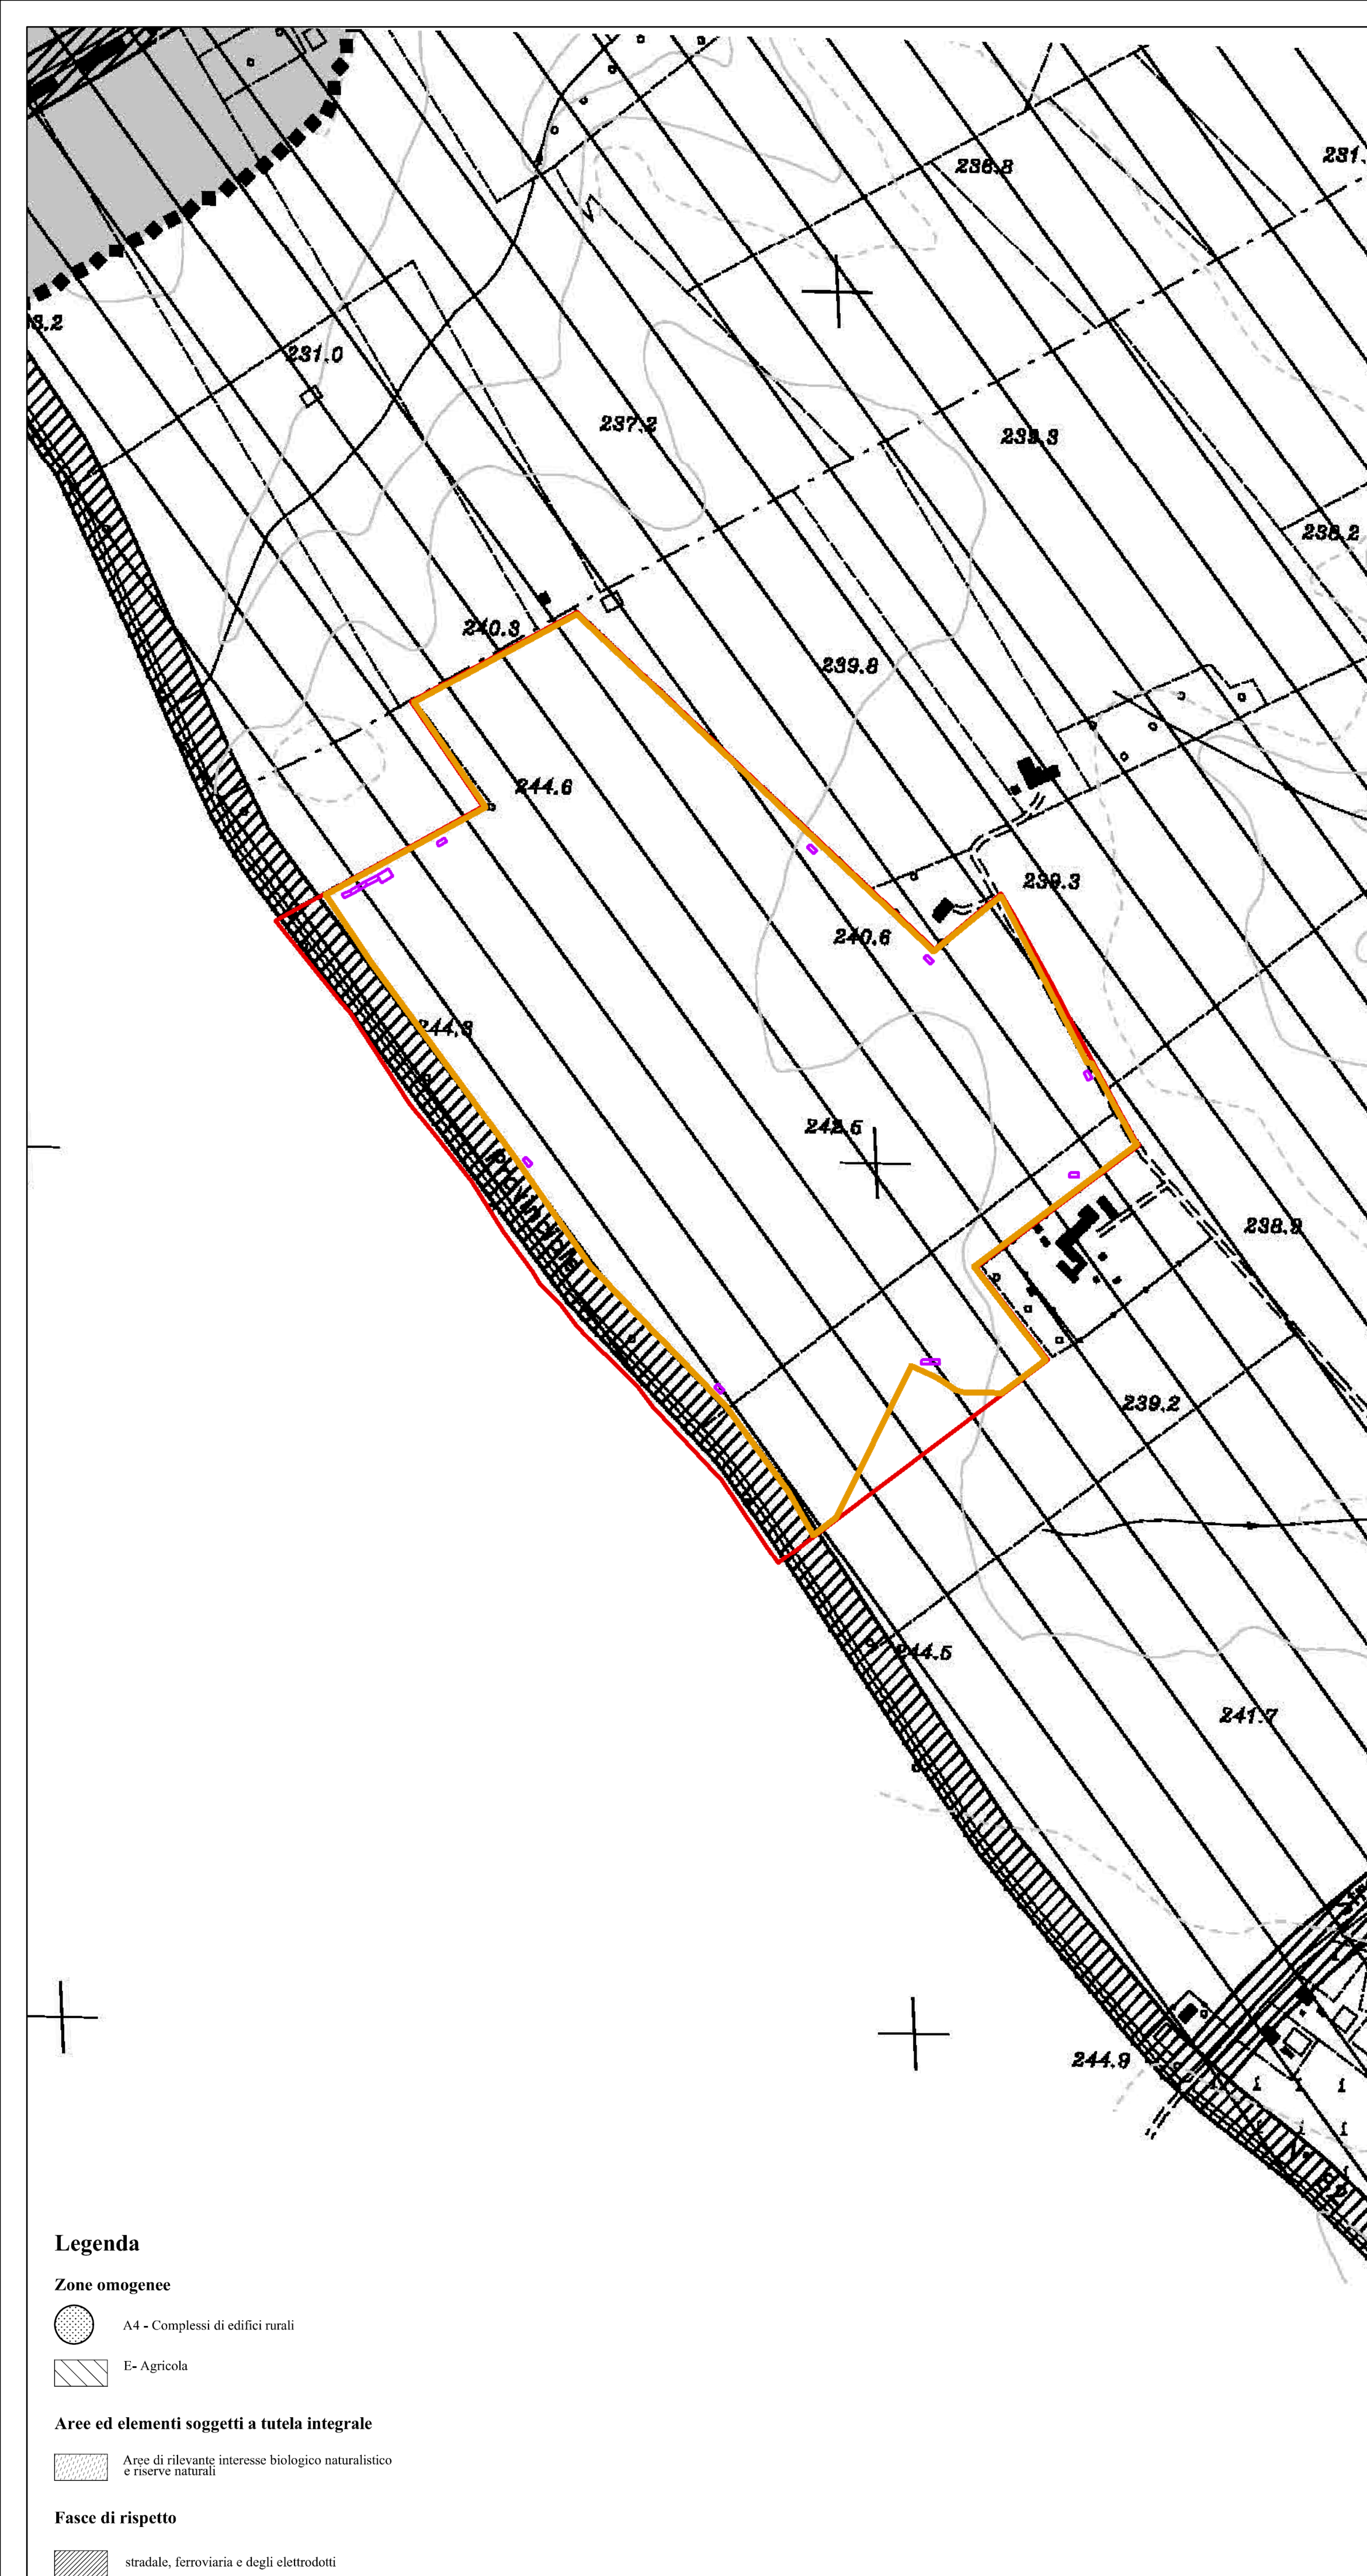 236.8
231.
231.0
237.2
239.3
238.2
240.3
239.8
244.6
239.3
240.6
244.8
242.5
Provinciale
238.9
239.2
244.5
241.7
244.9
Legenda
Zone omogenee
A4 - Complessi di edifici rurali
E- Agricola
Aree ed elementi soggetti a tutela integrale
Aree di rilevante interesse biologico naturalistico
e riserve naturali
Fasce di rispetto
stradale, ferroviaria e degli elettrodotti